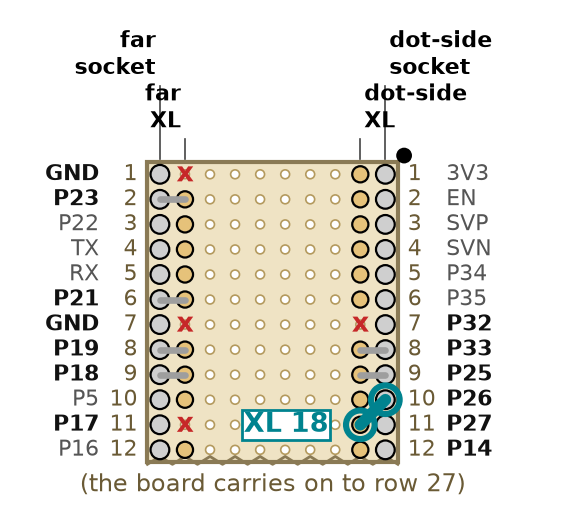 far socket
dot-side socket
far XL
dot-side XL
GND 1 X 1 3V3
P23 2 2 EN
P22 3 3 SVP
TX 4 4 SVN
RX 5 5 P34
P21 6 6 P35
GND 7 X X 7 P32
P19 8 8 P33
P18 9 9 P25
P5 10 10 P26
P17 11 X XL 18 11 P27
P16 12 12 P14
(the board carries on to row 27)